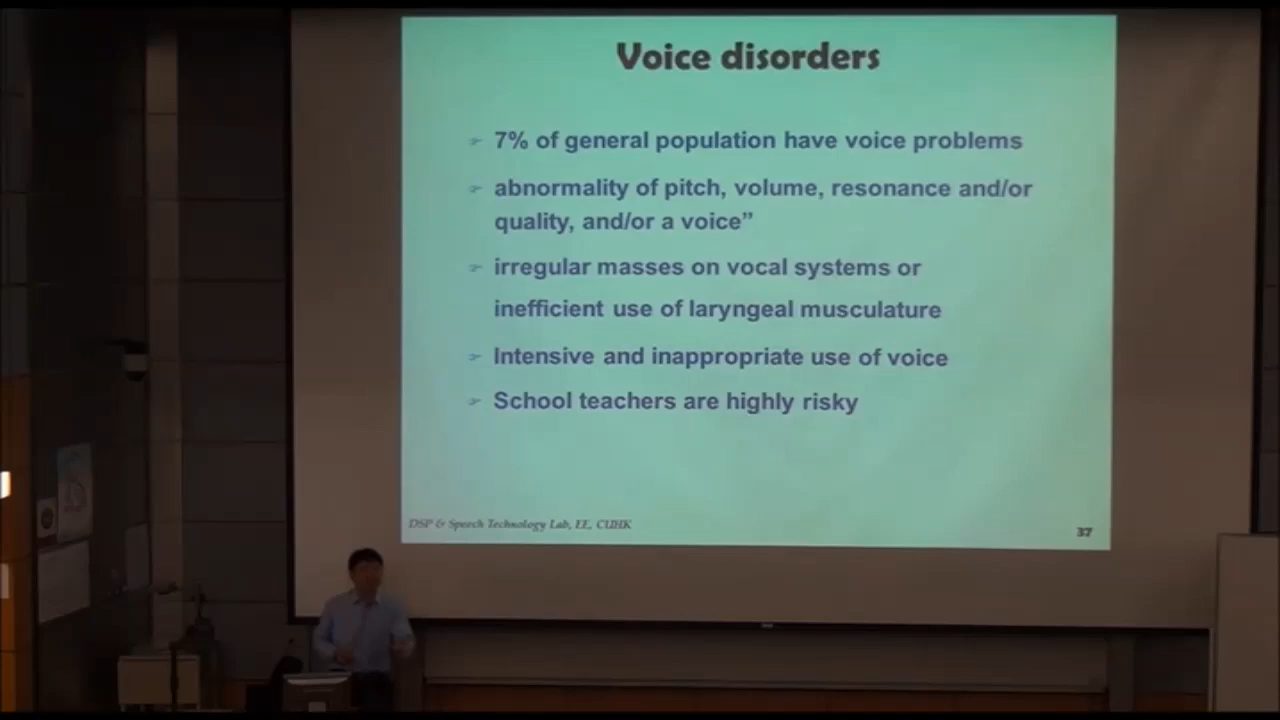 Voice disorders
7% of general population have voice problems
abnormality of pitch, volume, resonance and/or
quality, and/or a voice”
irregular masses on vocal systems or
inefficient use of laryngeal musculature
Intensive and inappropriate use of voice
School teachers are highly risky
DSP & Speech Technology Lab, EE, CUHK
37